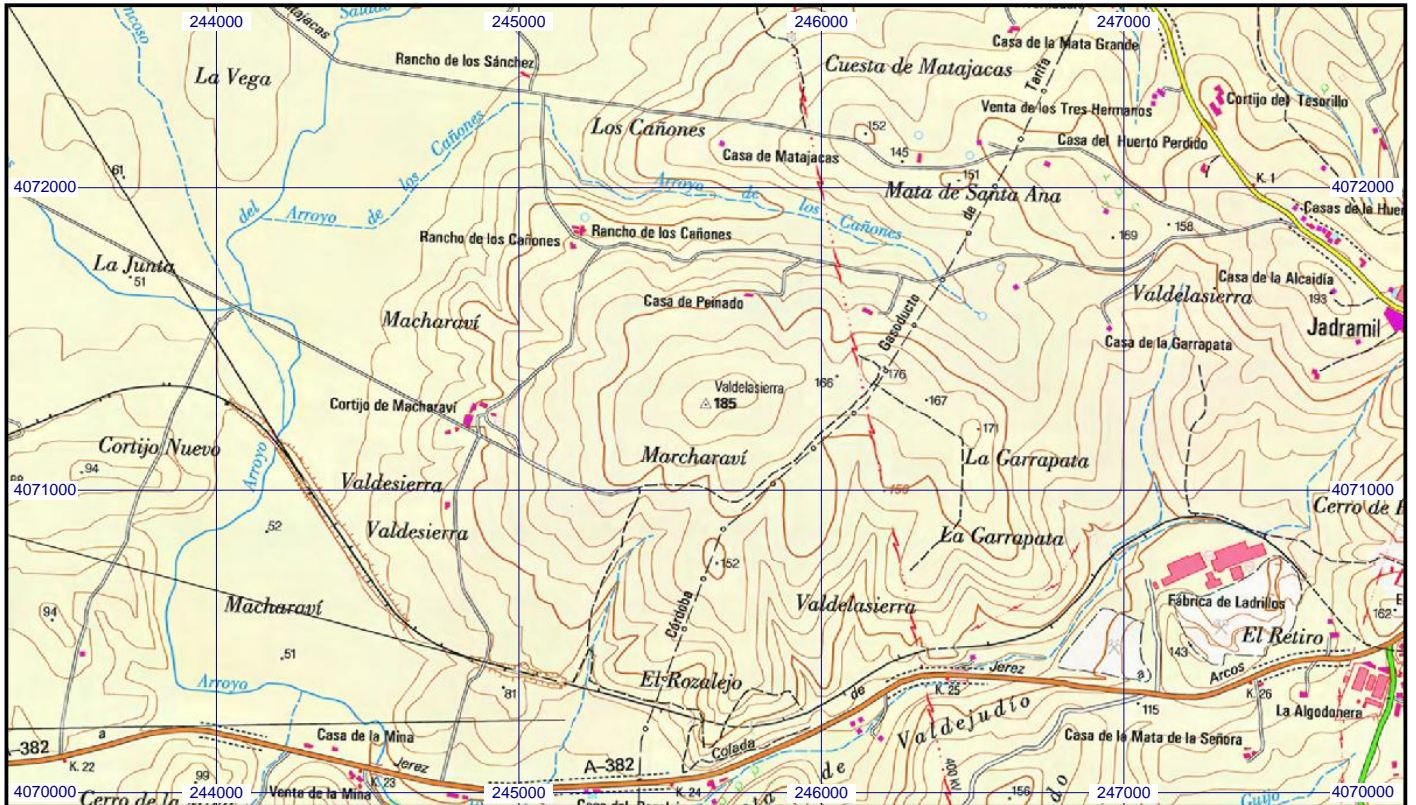 244000
245000
246000
247000
Salado
Matajacas
La Vega
Rancho de los Sánchez
Casa de la Mata Grande
Cuesta de Matajacas
Tarifa
Venta de los Tres Hermanos
Cortijo del Tesorillo
Los Cañones
152
145
Casa de Matajacas
Casa del Huerto Perdido
Arroyo de los Cañones
61
151
K. 1
4072000
4072000
Arroyo de los Cañones
Mata de Santa Ana
de
del
Rancho de los Cañones
Rancho de los Cañones
169
158
La Junta
51
Casa de la Alcaidía
193
Valdelasierra
Casa de Peinado
Macharaví
Gasoducto
Jadramil
Casa de la Garrapata
176
166
Valdelasierra
185
167
Cortijo de Macharaví
171
Cortijo Nuevo
94
Arroyo
Marcharaví
La Garrapata
Valdesierra
4071000
4071000
Valdesierra
52
La Garrapata
152
94
Macharaví
Córdoba
Valdelasierra
Fábrica de Ladrillos
162
El Retiro
143
51
Arroyo
El Rozalejo
81
de
Jerez
a
Arcos
K. 25
K. 26
115
La Algodonera
Valdejudío
Casa de la Mata de la Señora
A-382
a
Casa de la Mina
Jerez
Colada
de
K. 22
K. 23
99
Venta de la Mina
K. 24
400 KV
156
do
Guijo
4070000
4070000
Cerro de la
244000
245000
246000
247000